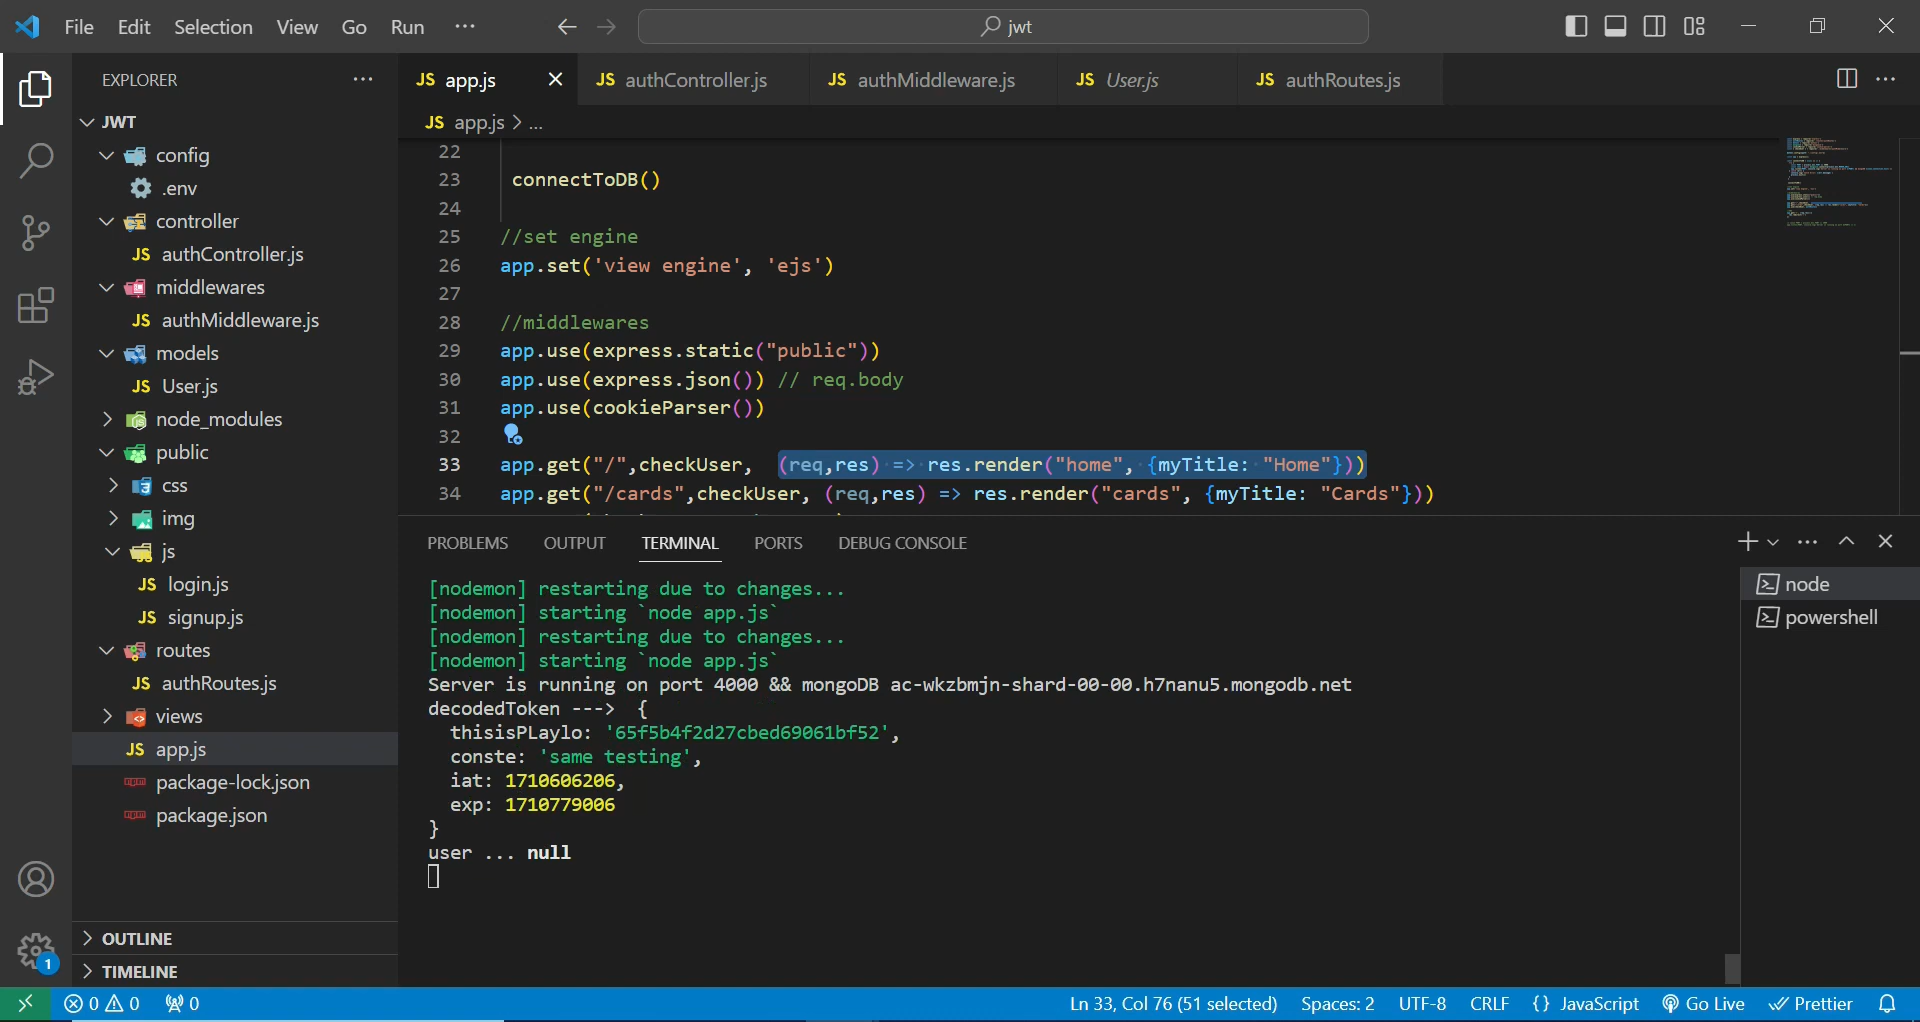 File Edit Selection View Go Run ···
jwt
EXPLORER
JS app.js
JS authController.js
JS authMiddleware.js
JS User.js
JS authRoutes.js
JS app.js > ...
JWT
config
.env
controller
JS authController.js
middlewares
JS authMiddleware.js
models
JS User.js
node_modules
public
css
img
js
JS login.js
JS signup.js
routes
JS authRoutes.js
views
JS app.js
package-lock.json
package.json
OUTLINE
TIMELINE
22
23 connectToDB()
24
25 //set engine
26 app.set('view engine', 'ejs')
27
28 //middlewares
29 app.use(express.static("public"))
30 app.use(express.json()) // req.body
31 app.use(cookieParser())
32
33 app.get("/",checkUser, (req,res) => res.render("home", {myTitle: "Home"}))
34 app.get("/cards",checkUser, (req,res) => res.render("cards", {myTitle: "Cards"}))
PROBLEMS OUTPUT TERMINAL PORTS DEBUG CONSOLE
[nodemon] restarting due to changes...
[nodemon] starting `node app.js`
[nodemon] restarting due to changes...
[nodemon] starting `node app.js`
Server is running on port 4000 && mongoDB ac-wkzbmjn-shard-00-00.h7nanu5.mongodb.net
decodedToken ---> {
thisisPLaylo: '65f5b4f2d27cbed69061bf52',
conste: 'same testing',
iat: 1710606206,
exp: 1710779006
}
user ... null
node
powershell
1
0 0 0
Ln 33, Col 76 (51 selected) Spaces: 2 UTF-8 CRLF {} JavaScript Go Live Prettier